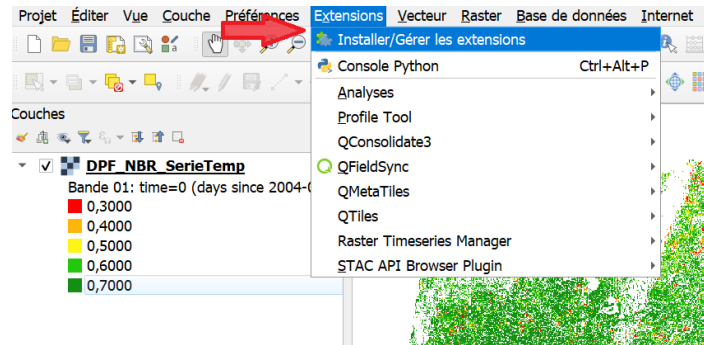 Projet Éditer Vue Couche Préférences Extensions Vecteur Raster Base de données Internet
Installer/Gérer les extensions
Console Python Ctrl+Alt+P
Analyses
Couches
Profile Tool
QConsolidate3
DPF_NBR_SerieTemp
QFieldSync
Bande 01: time=0 (days since 2004-0
QMetaTiles
0,3000
0,4000
QTiles
0,5000
Raster Timeseries Manager
0,6000
STAC API Browser Plugin
0,7000